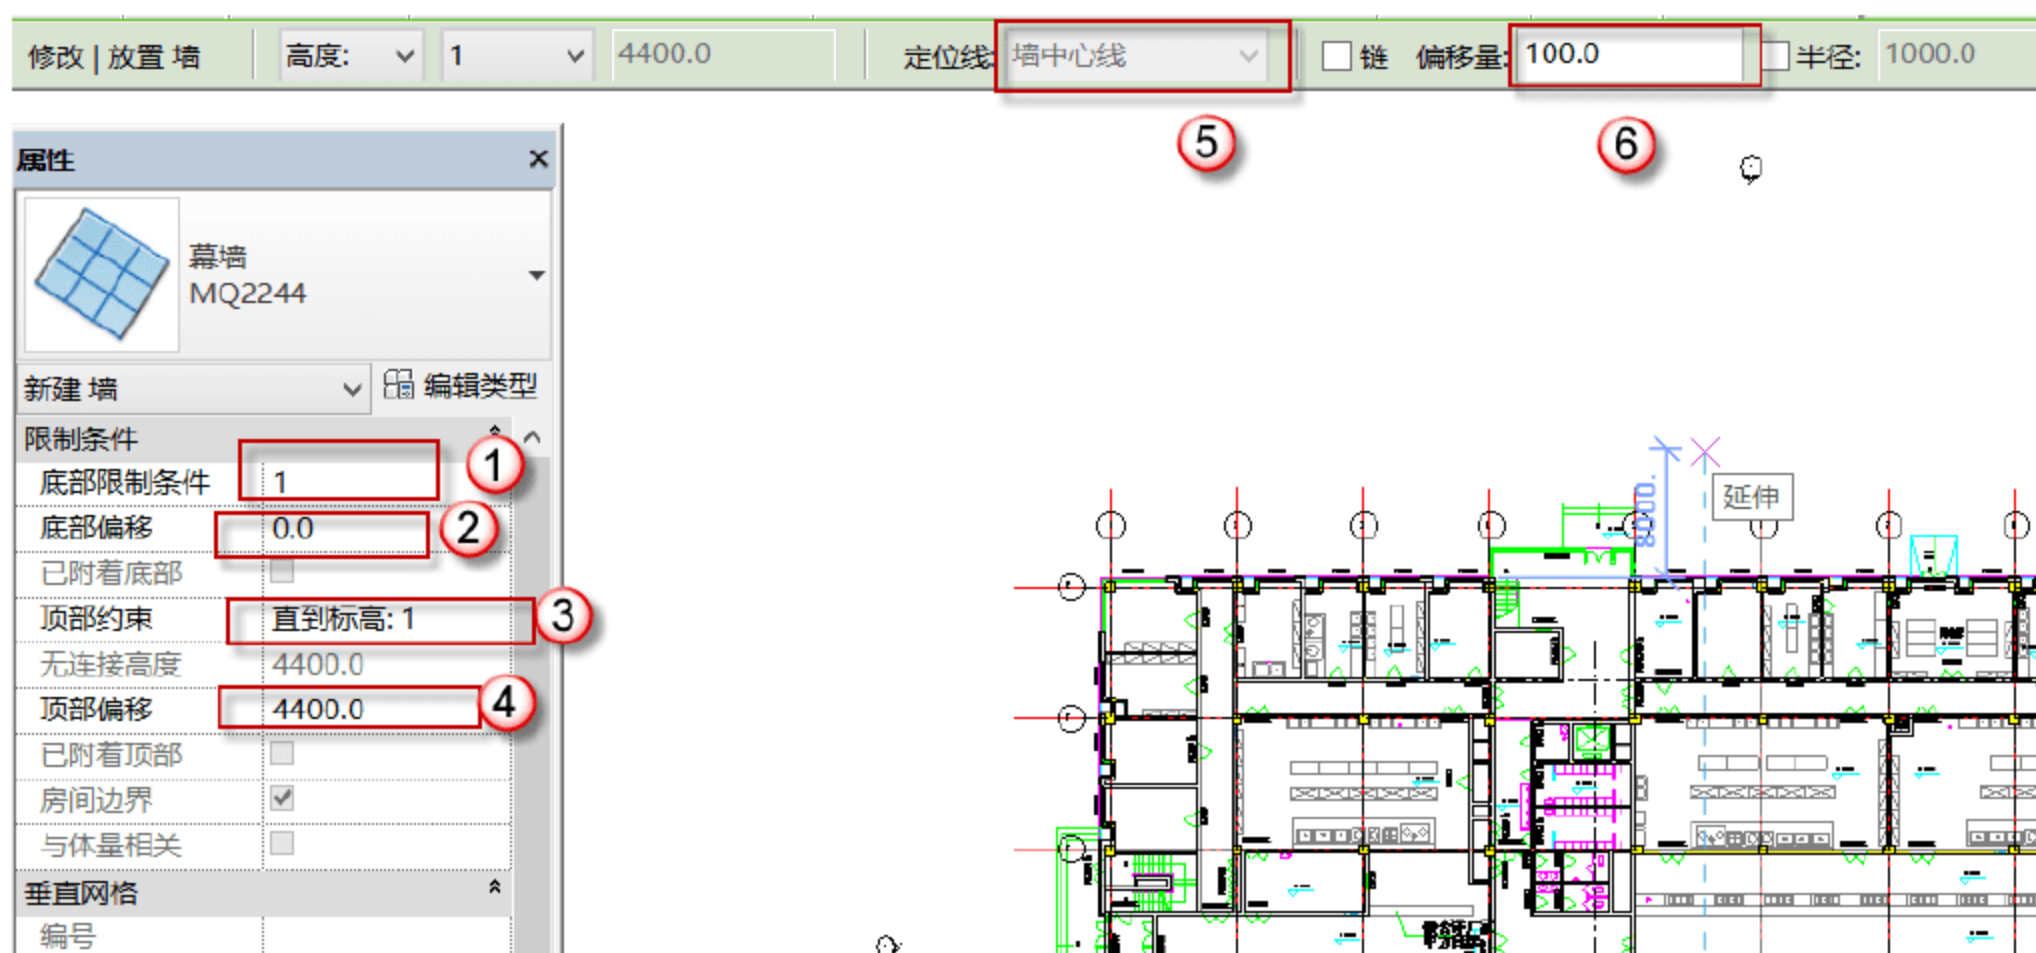 修改 | 放置 墙 高度: 1 4400.0 定位线: 墙中心线 链 偏移量: 100.0 半径: 1000.0
5 6
属性
幕墙
MQ2244
新建 墙 编辑类型
限制条件
1
底部限制条件 1
底部偏移 0.0 2
已附着底部
顶部约束 直到标高: 1 3
无连接高度 4400.0
顶部偏移 4400.0 4
已附着顶部
房间边界
与体量相关
垂直网格
编号
延伸
8000.